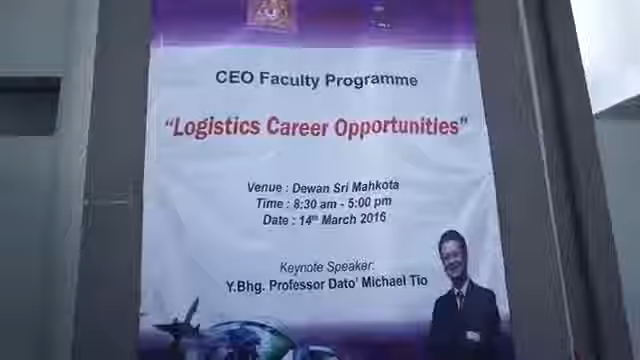 CEO Faculty Programme
"Logistics Career Opportunities"
Venue : Dewan Sri Mahkota
Time : 8:30 am - 5:00 pm
Date : 14th March 2016
Keynote Speaker:
Y.Bhg. Professor Dato' Michael Tio